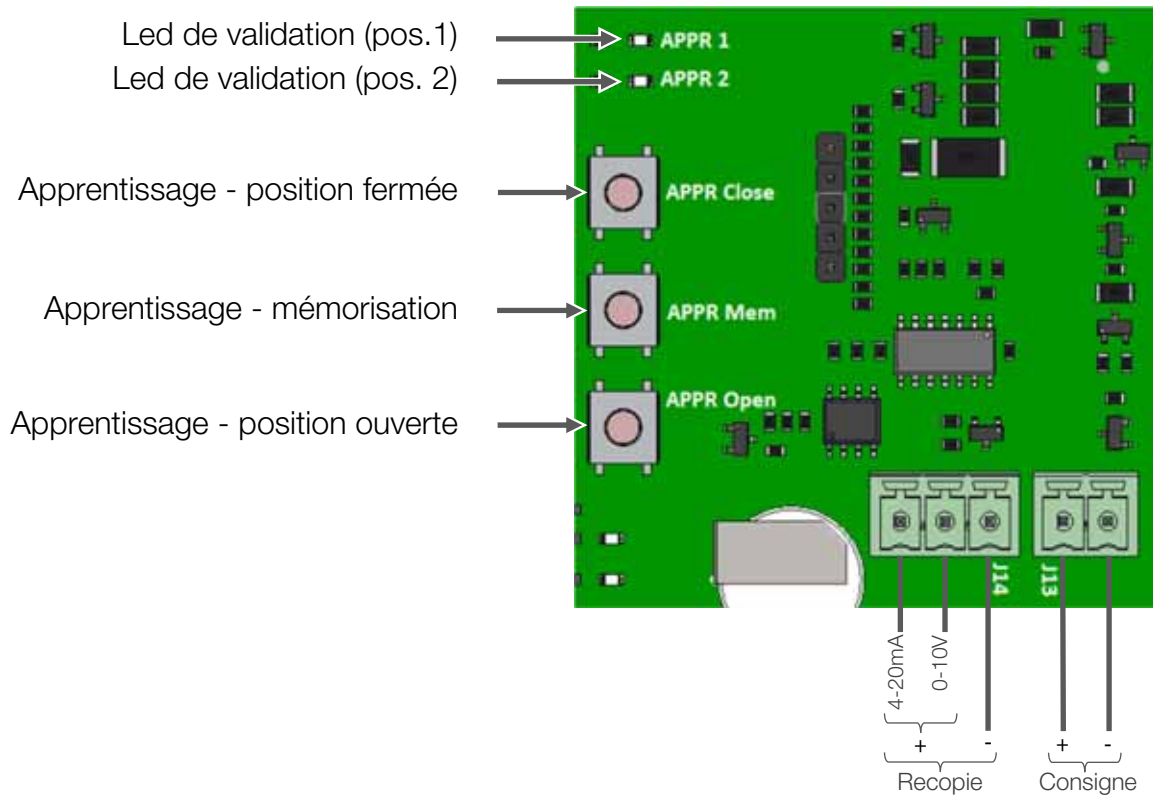 Led de validation (pos.1)
APPR 1
Led de validation (pos. 2)
APPR 2
Apprentissage - position fermée
APPR Close
Apprentissage - mémorisation
APPR Mem
Apprentissage - position ouverte
APPR Open
J14
J13
4-20mA
0-10V
+
-
+
-
Recopie
Consigne